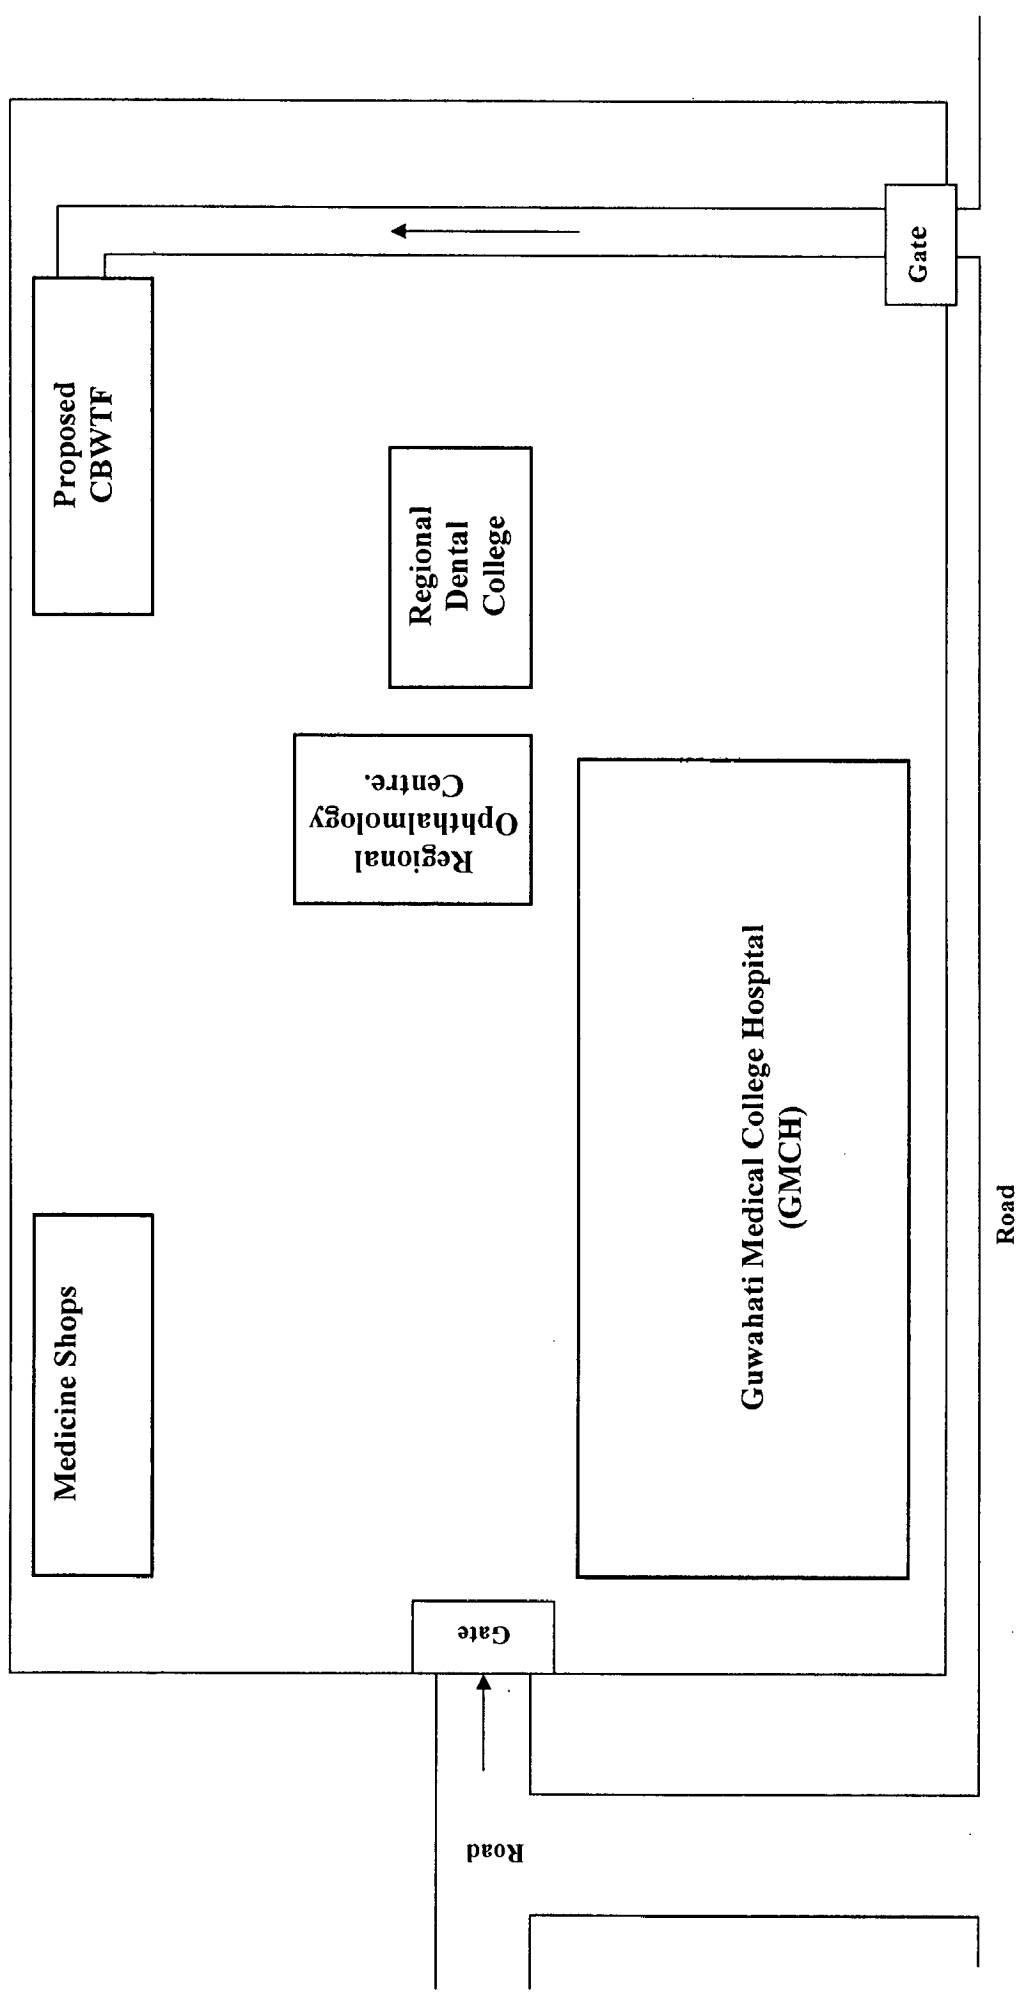 Medicine Shops
Proposed
CBWTF
Regional
Ophthalmology
Centre.
Regional
Dental
College
Gate
Road
Guwahati Medical College Hospital
(GMCH)
Gate
Road